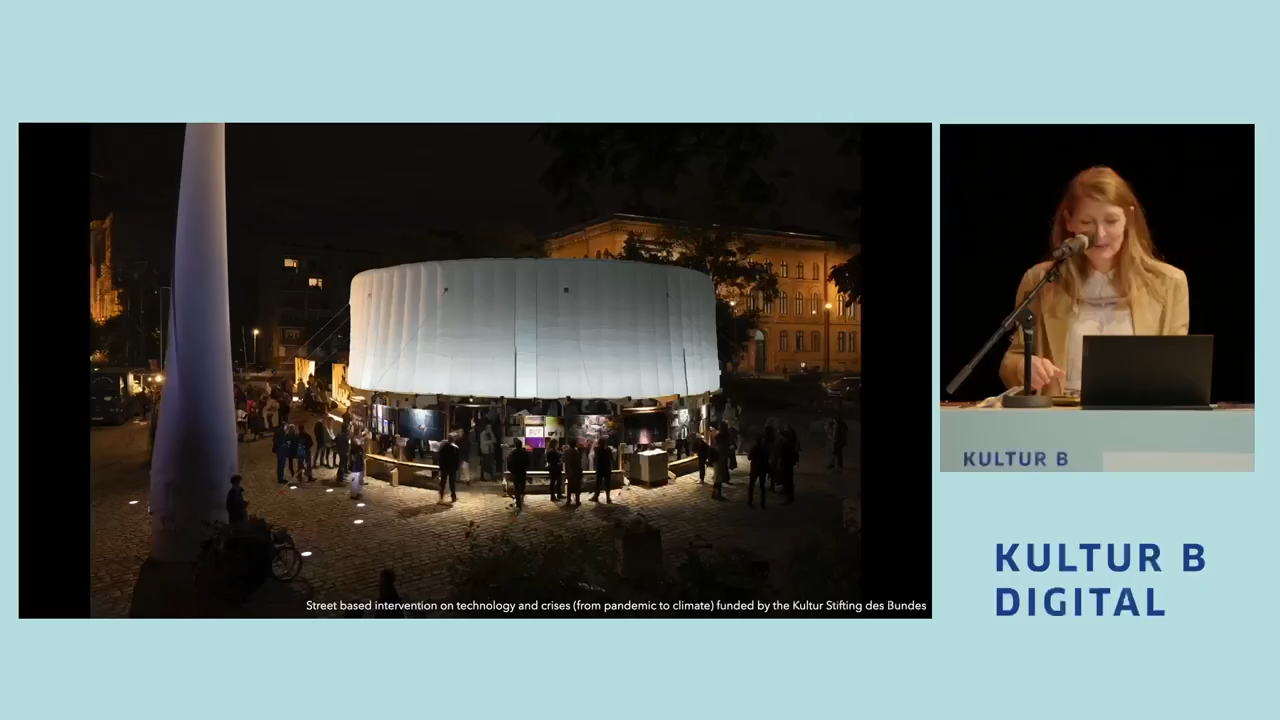 Street based intervention on technology and crises (from pandemic to climate) funded by the Kultur Stifting des Bundes
KULTUR B
KULTUR B
DIGITAL